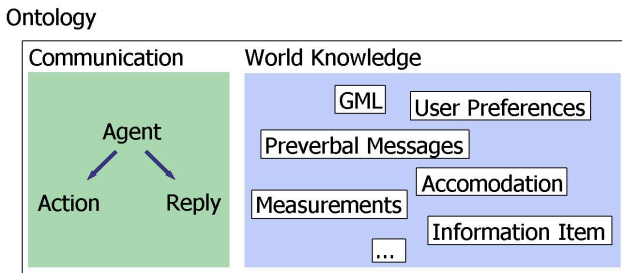 Ontology
Communication
World Knowledge
Agent
Action
Reply
GML
User Preferences
Preverbal Messages
Accomodation
Measurements
Information Item
...